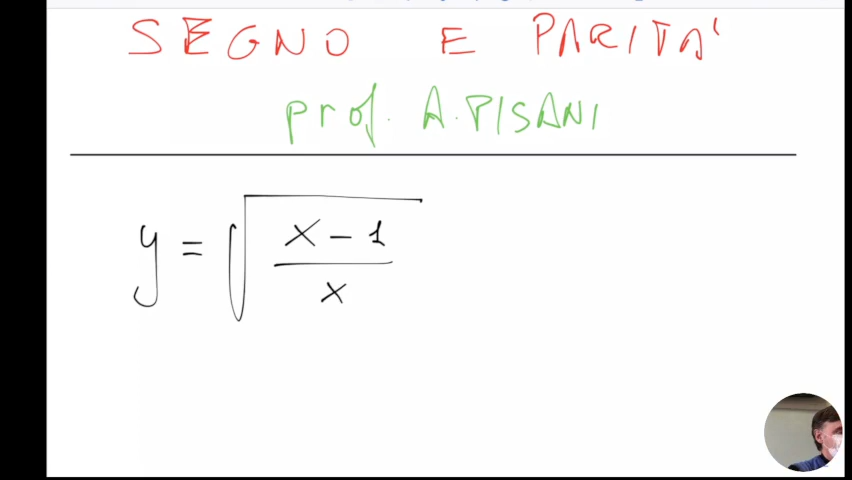 SEGNO E PARITA'
prof. A. PISANI
y = √ x - 1
x